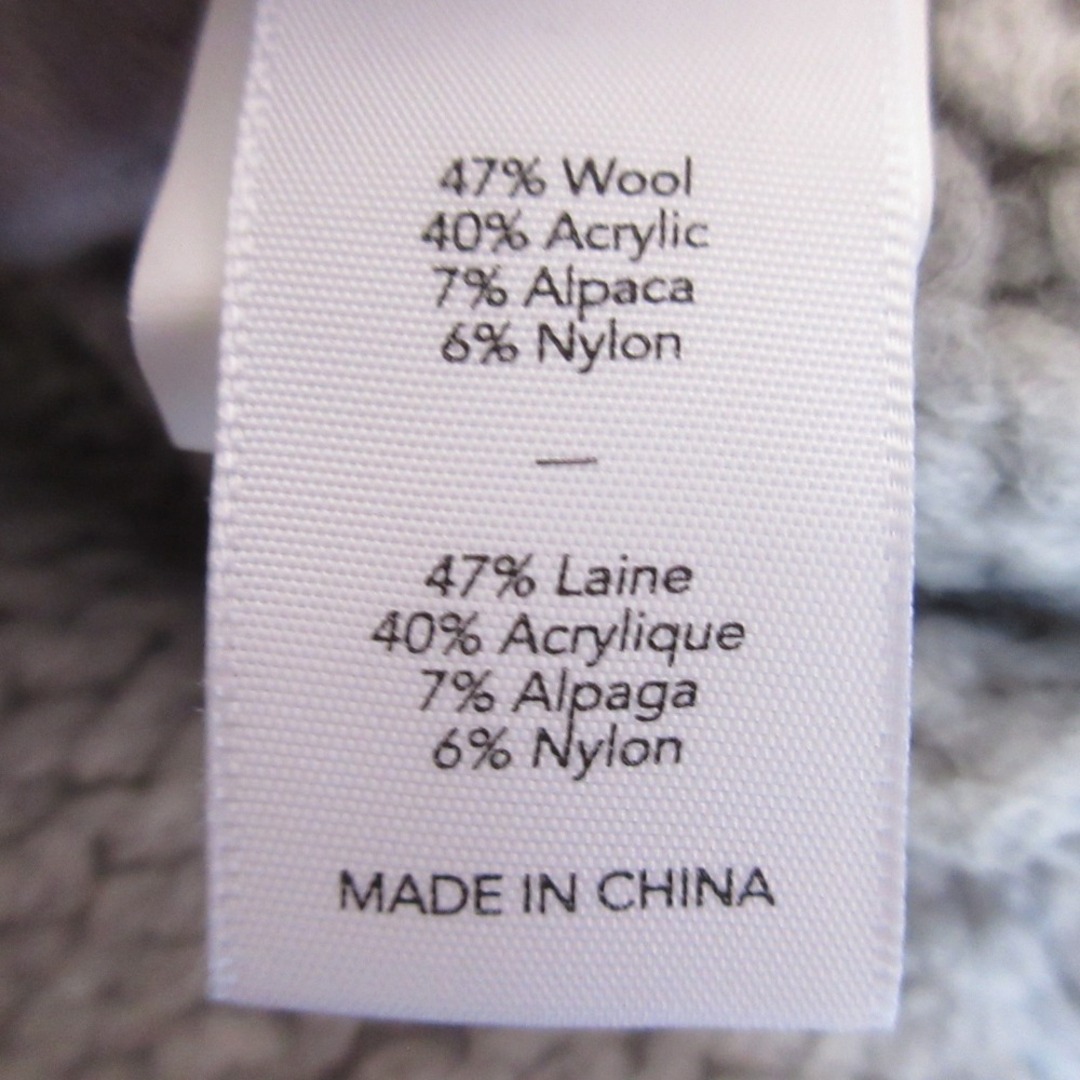 47% Wool
40% Acrylic
7% Alpaca
6% Nylon
—
47% Laine
40% Acrylique
7% Alpaga
6% Nylon
MADE IN CHINA